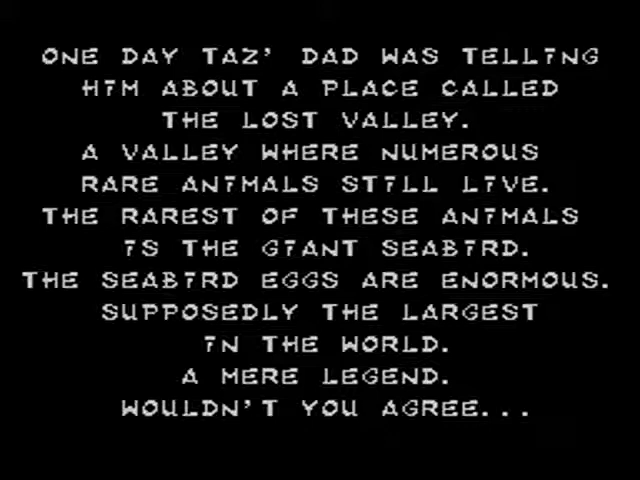 ONE DAY TAZ' DAD WAS TELLING
HIM ABOUT A PLACE CALLED
THE LOST VALLEY.
A VALLEY WHERE NUMEROUS
RARE ANIMALS STILL LIVE.
THE RAREST OF THESE ANIMALS
IS THE GIANT SEABIRD.
THE SEABIRD EGGS ARE ENORMOUS.
SUPPOSEDLY THE LARGEST
IN THE WORLD.
A MERE LEGEND.
WOULDN'T YOU AGREE...